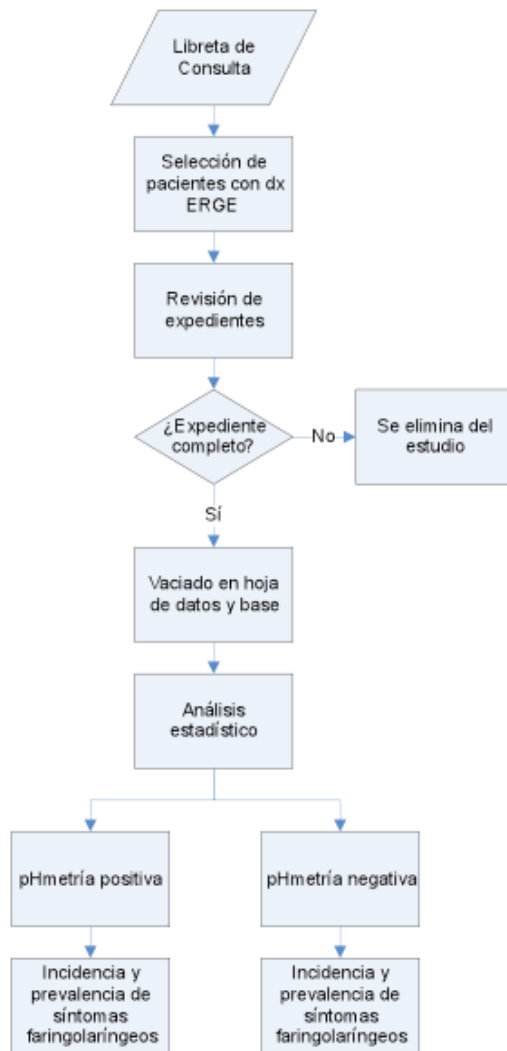 Libreta de
Consulta
Selección de
pacientes con dx
ERGE
Revisión de
expedientes
¿Expediente
completo?
No
Se elimina del
estudio
Sí
Vaciado en hoja
de datos y base
Análisis
estadístico
pHmetría positiva
pHmetría negativa
Incidencia y
prevalencia de
síntomas
faringolaríngeos
Incidencia y
prevalencia de
síntomas
faringolaríngeos